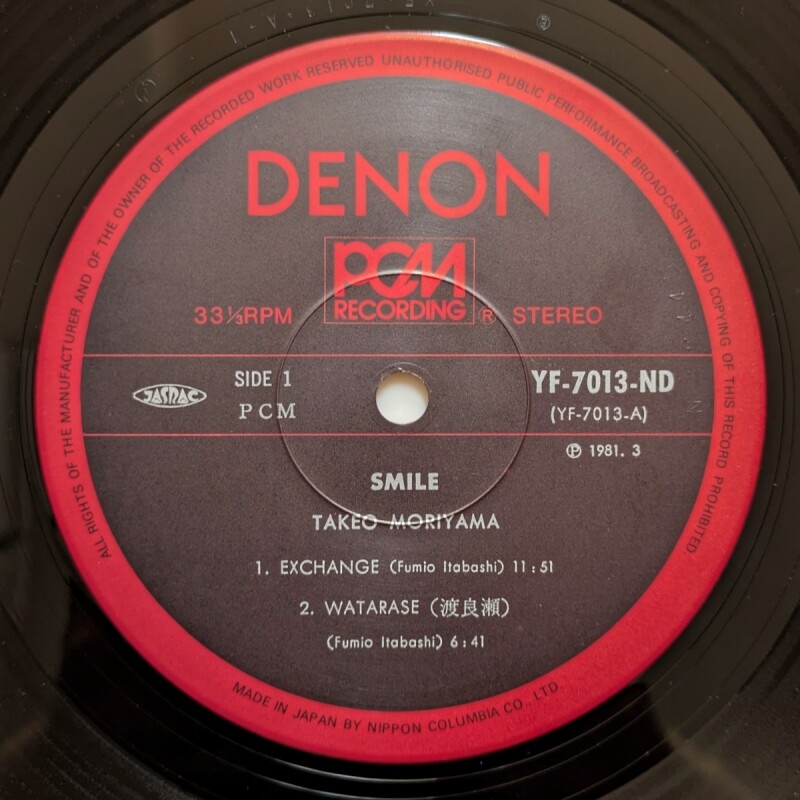 ALL RIGHTS OF THE MANUFACTURER AND OF THE OWNER OF THE RECORDED WORK RESERVED UNAUTHORISED PUBLIC PERFORMANCE BROADCASTING AND COPYING OF THIS RECORD PROHIBITED.
DENON
PCM
RECORDING
33⅓RPM ® STEREO
JASRAC
SIDE 1
PCM
YF-7013-ND
(YF-7013-A)
℗ 1981. 3
SMILE
TAKEO MORIYAMA
1. EXCHANGE (Fumio Itabashi) 11:51
2. WATARASE (渡良瀬)
(Fumio Itabashi) 6:41
MADE IN JAPAN BY NIPPON COLUMBIA CO., LTD.